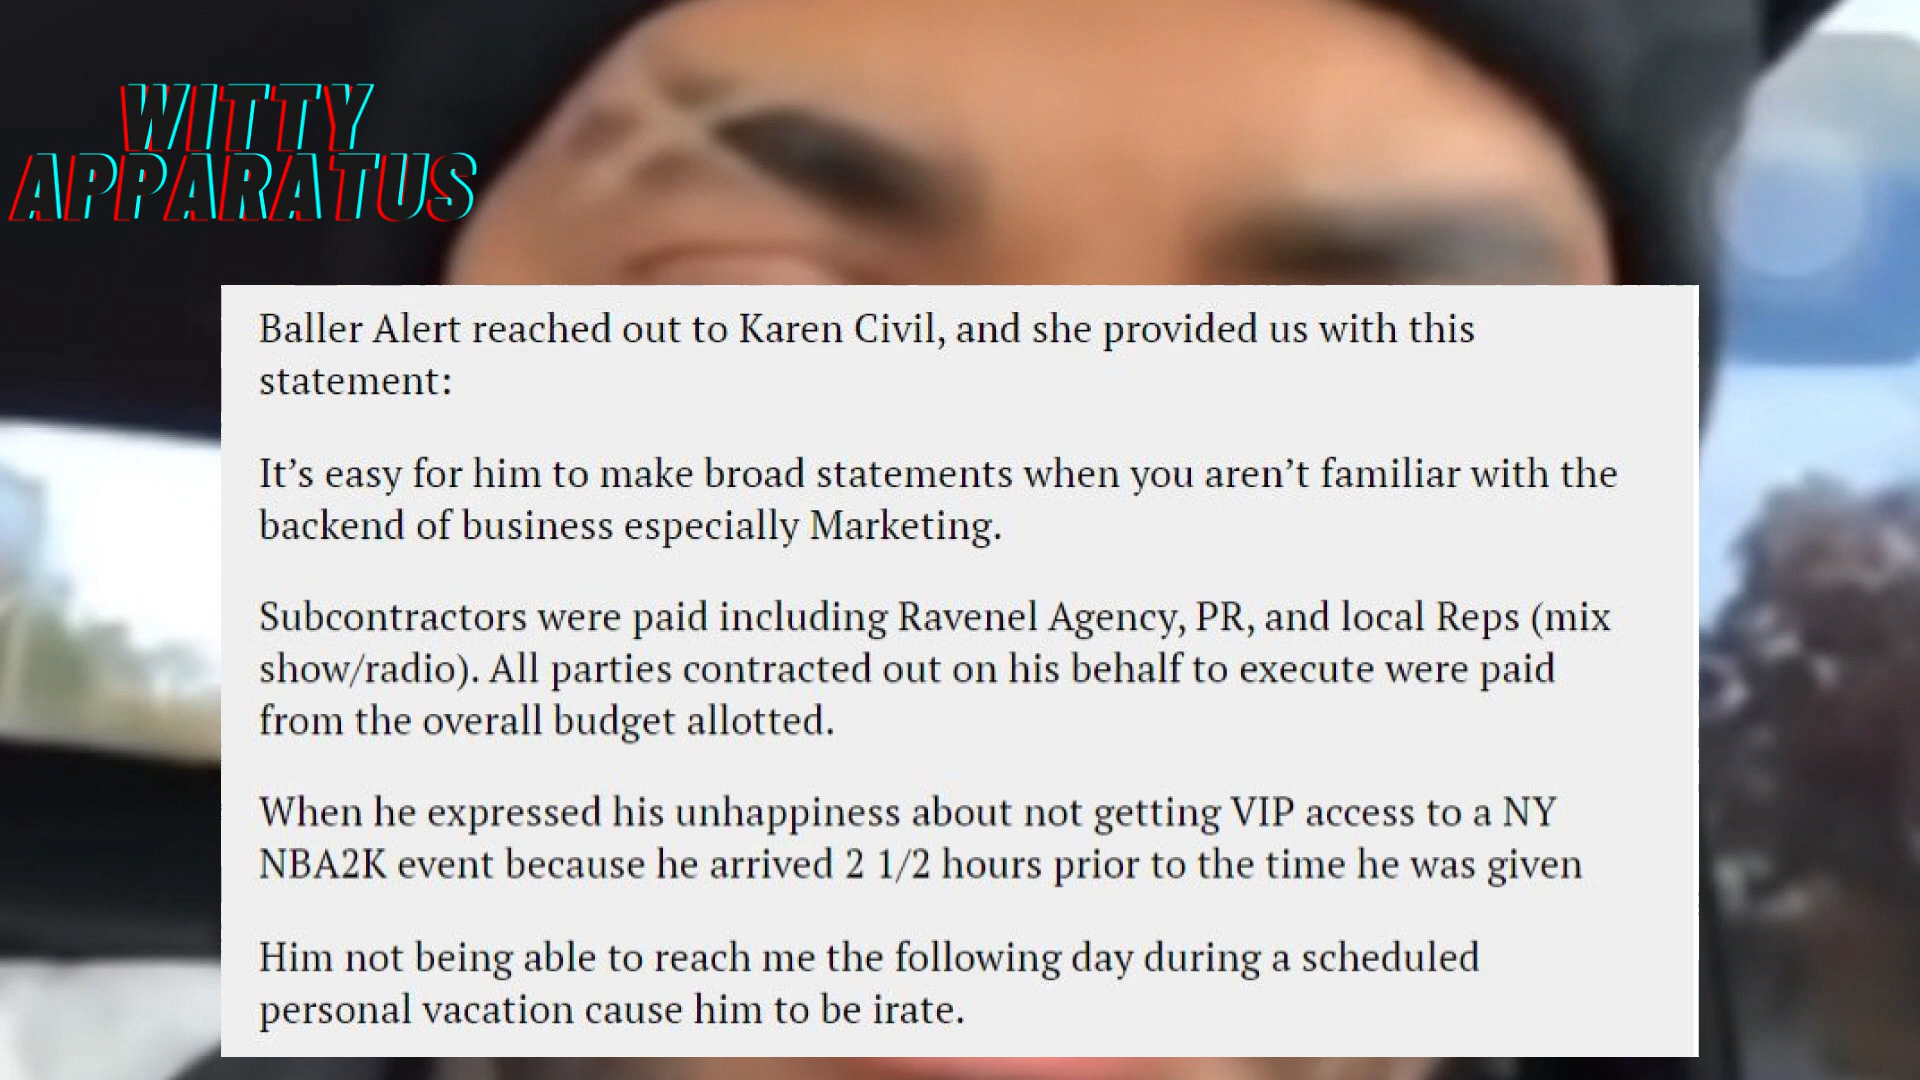 WITTY
APPARATUS
Baller Alert reached out to Karen Civil, and she provided us with this
statement:
It’s easy for him to make broad statements when you aren’t familiar with the
backend of business especially Marketing.
Subcontractors were paid including Ravenel Agency, PR, and local Reps (mix
show/radio). All parties contracted out on his behalf to execute were paid
from the overall budget allotted.
When he expressed his unhappiness about not getting VIP access to a NY
NBA2K event because he arrived 2 1/2 hours prior to the time he was given
Him not being able to reach me the following day during a scheduled
personal vacation cause him to be irate.